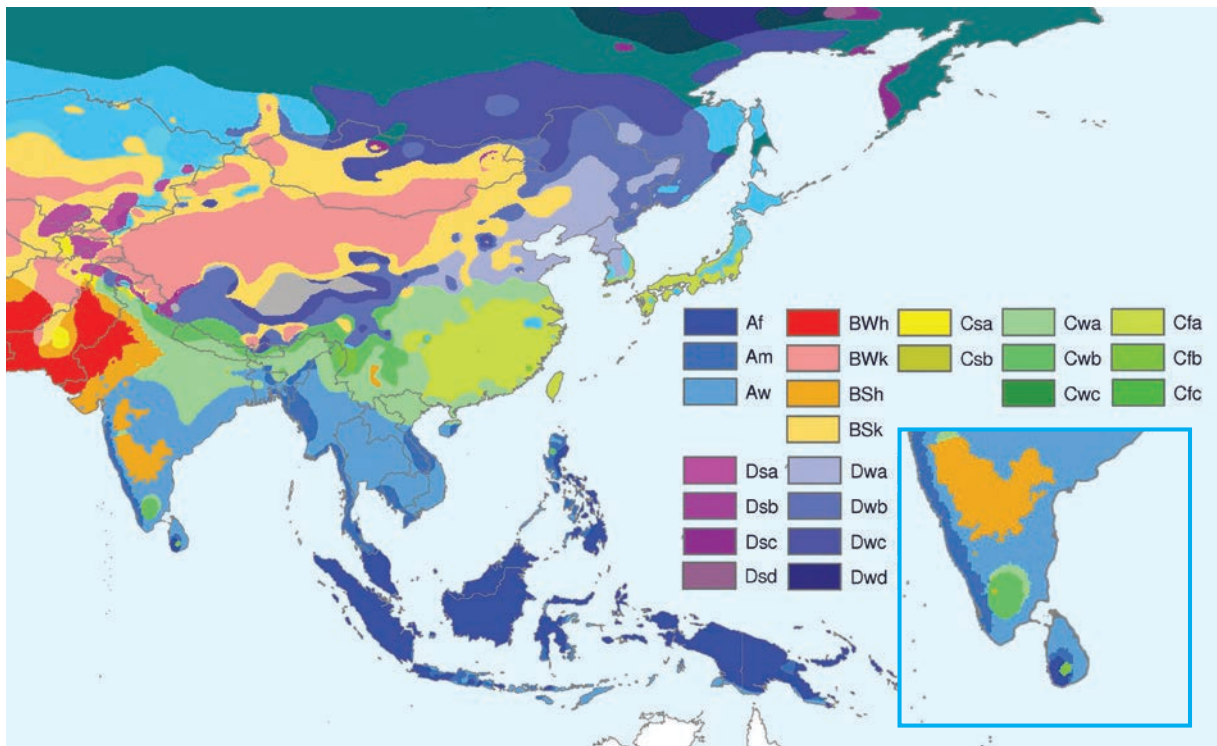 Af BWh Csa Cwa Cfa
Am BWk Csb Cwb Cfb
Aw BSh Cwc Cfc
BSk
Dsa Dwa
Dsb Dwb
Dsc Dwc
Dsd Dwd